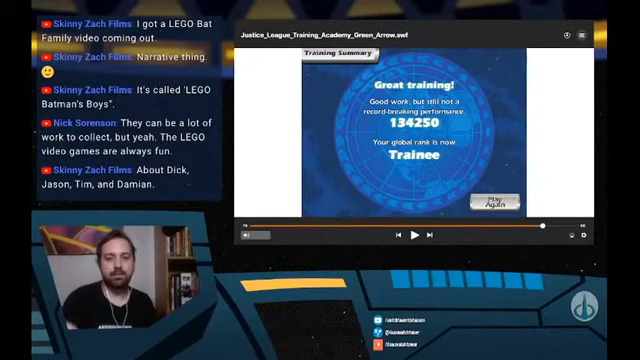 Skinny Zach Films: I got a LEGO Bat
Family video coming out.
Skinny Zach Films: Narrative thing.
Skinny Zach Films: It's called 'LEGO
Batman's Boys".
Nick Sorenson: They can be a lot of
work to collect, but yeah. The LEGO
video games are always fun.
Skinny Zach Films: About Dick,
Jason, Tim, and Damian.
Justice_League_Training_Academy_Green_Arrow.swf
Training Summary
Great training!
Good work, but still not a
record-breaking performance.
134250
Your global rank is now
Trainee
Play
Again